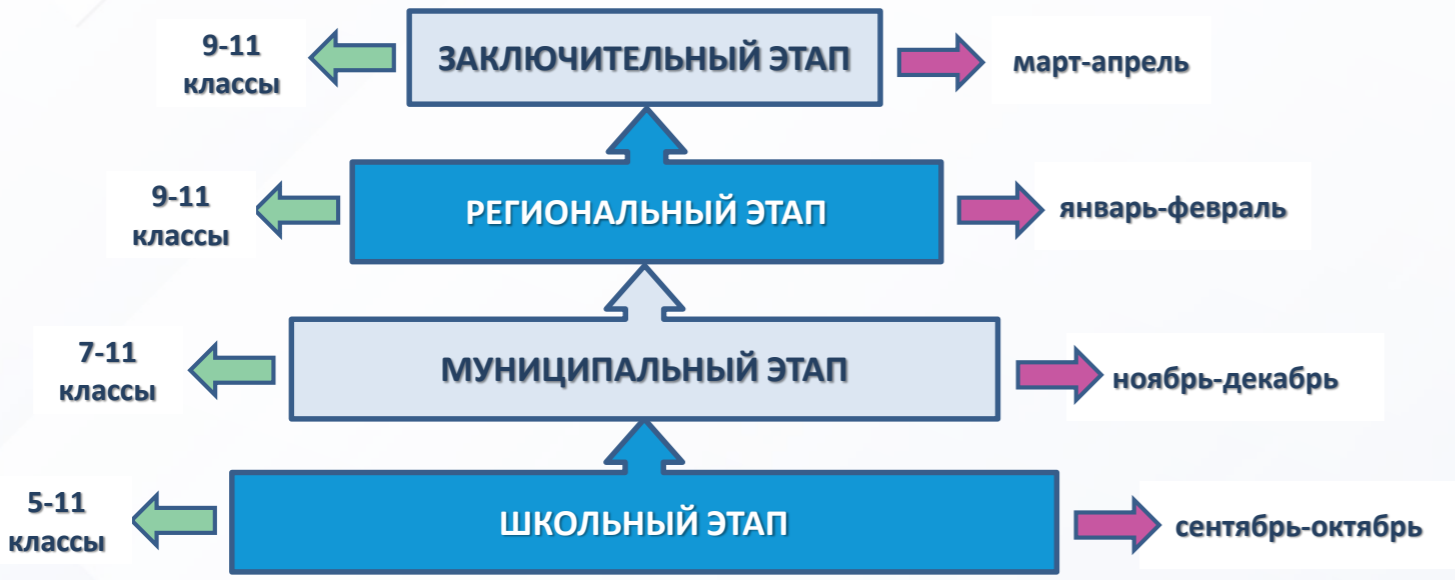 9-11
классы
ЗАКЛЮЧИТЕЛЬНЫЙ ЭТАП
март-апрель
9-11
классы
РЕГИОНАЛЬНЫЙ ЭТАП
январь-февраль
7-11
классы
МУНИЦИПАЛЬНЫЙ ЭТАП
ноябрь-декабрь
5-11
классы
ШКОЛЬНЫЙ ЭТАП
сентябрь-октябрь